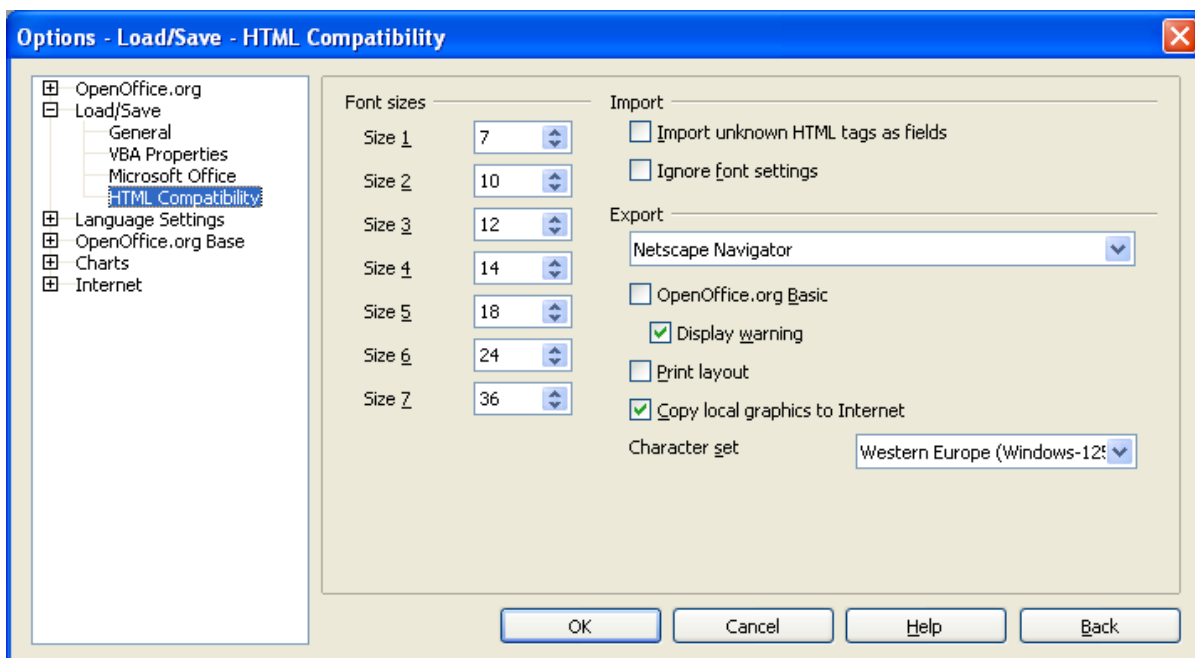 Options - Load/Save - HTML Compatibility
OpenOffice.org
Load/Save
General
VBA Properties
Microsoft Office
HTML Compatibility
Language Settings
OpenOffice.org Base
Charts
Internet
Font sizes
Size 1 7
Size 2 10
Size 3 12
Size 4 14
Size 5 18
Size 6 24
Size 7 36
Import
Import unknown HTML tags as fields
Ignore font settings
Export
Netscape Navigator
OpenOffice.org Basic
Display warning
Print layout
Copy local graphics to Internet
Character set Western Europe (Windows-125
OK Cancel Help Back